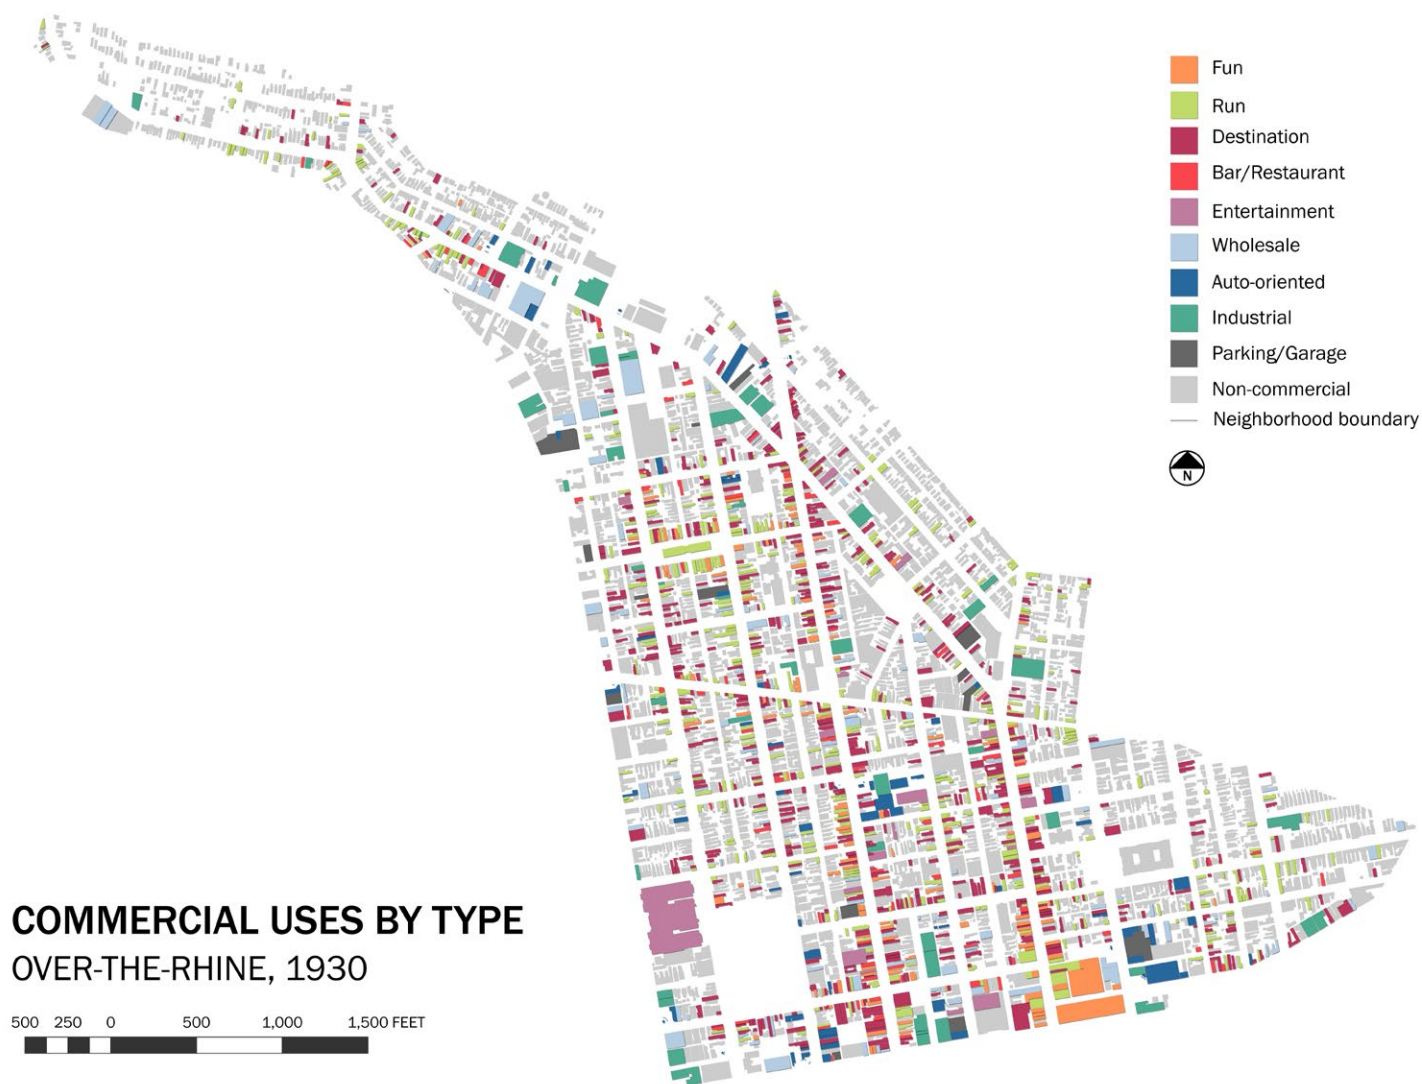 Fun
Run
Destination
Bar/Restaurant
Entertainment
Wholesale
Auto-oriented
Industrial
Parking/Garage
Non-commercial
Neighborhood boundary
N
COMMERCIAL USES BY TYPE
OVER-THE-RHINE, 1930
500 250 0 500 1,000 1,500 FEET